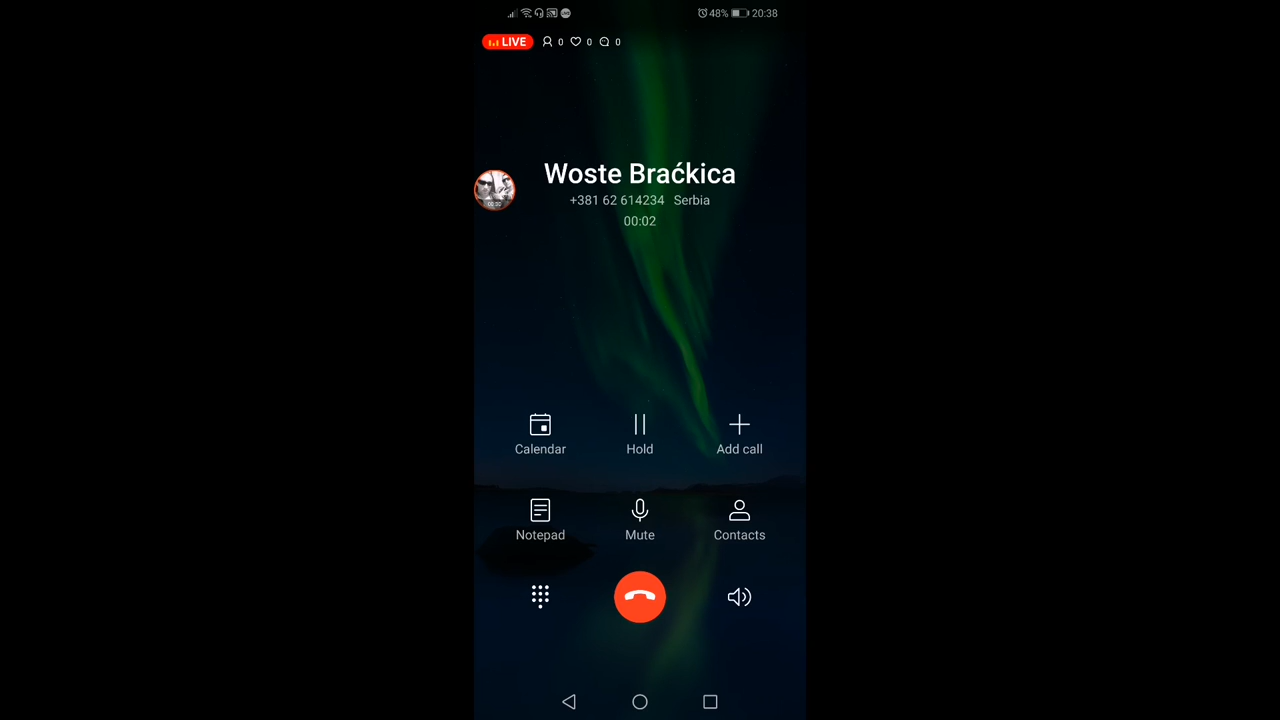 48% 20:38
LIVE 0 0 0
Woste Braćkica
+381 62 614234 Serbia
00:02
Calendar Hold Add call
Notepad Mute Contacts